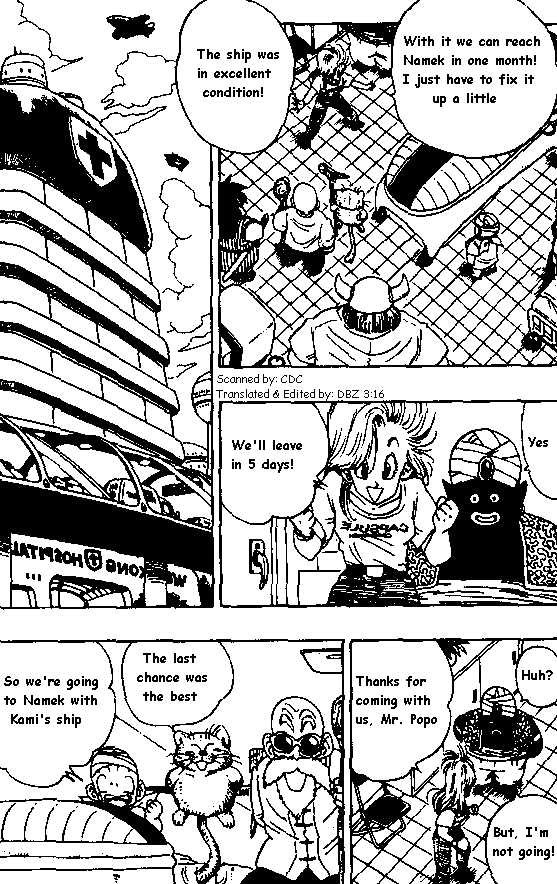 The ship was
in excellent
condition!
With it we can reach
Namek in one month!
I just have to fix it
up a little
Scanned by: CDC
Translated & Edited by: DBZ 3:16
We'll leave
in 5 days!
Yes
CAPSULE
KONG HOSPITAL
So we're going
to Namek with
Kami's ship
The last
chance was
the best
Thanks for
coming with
us, Mr. Popo
Huh?
But, I'm
not going!